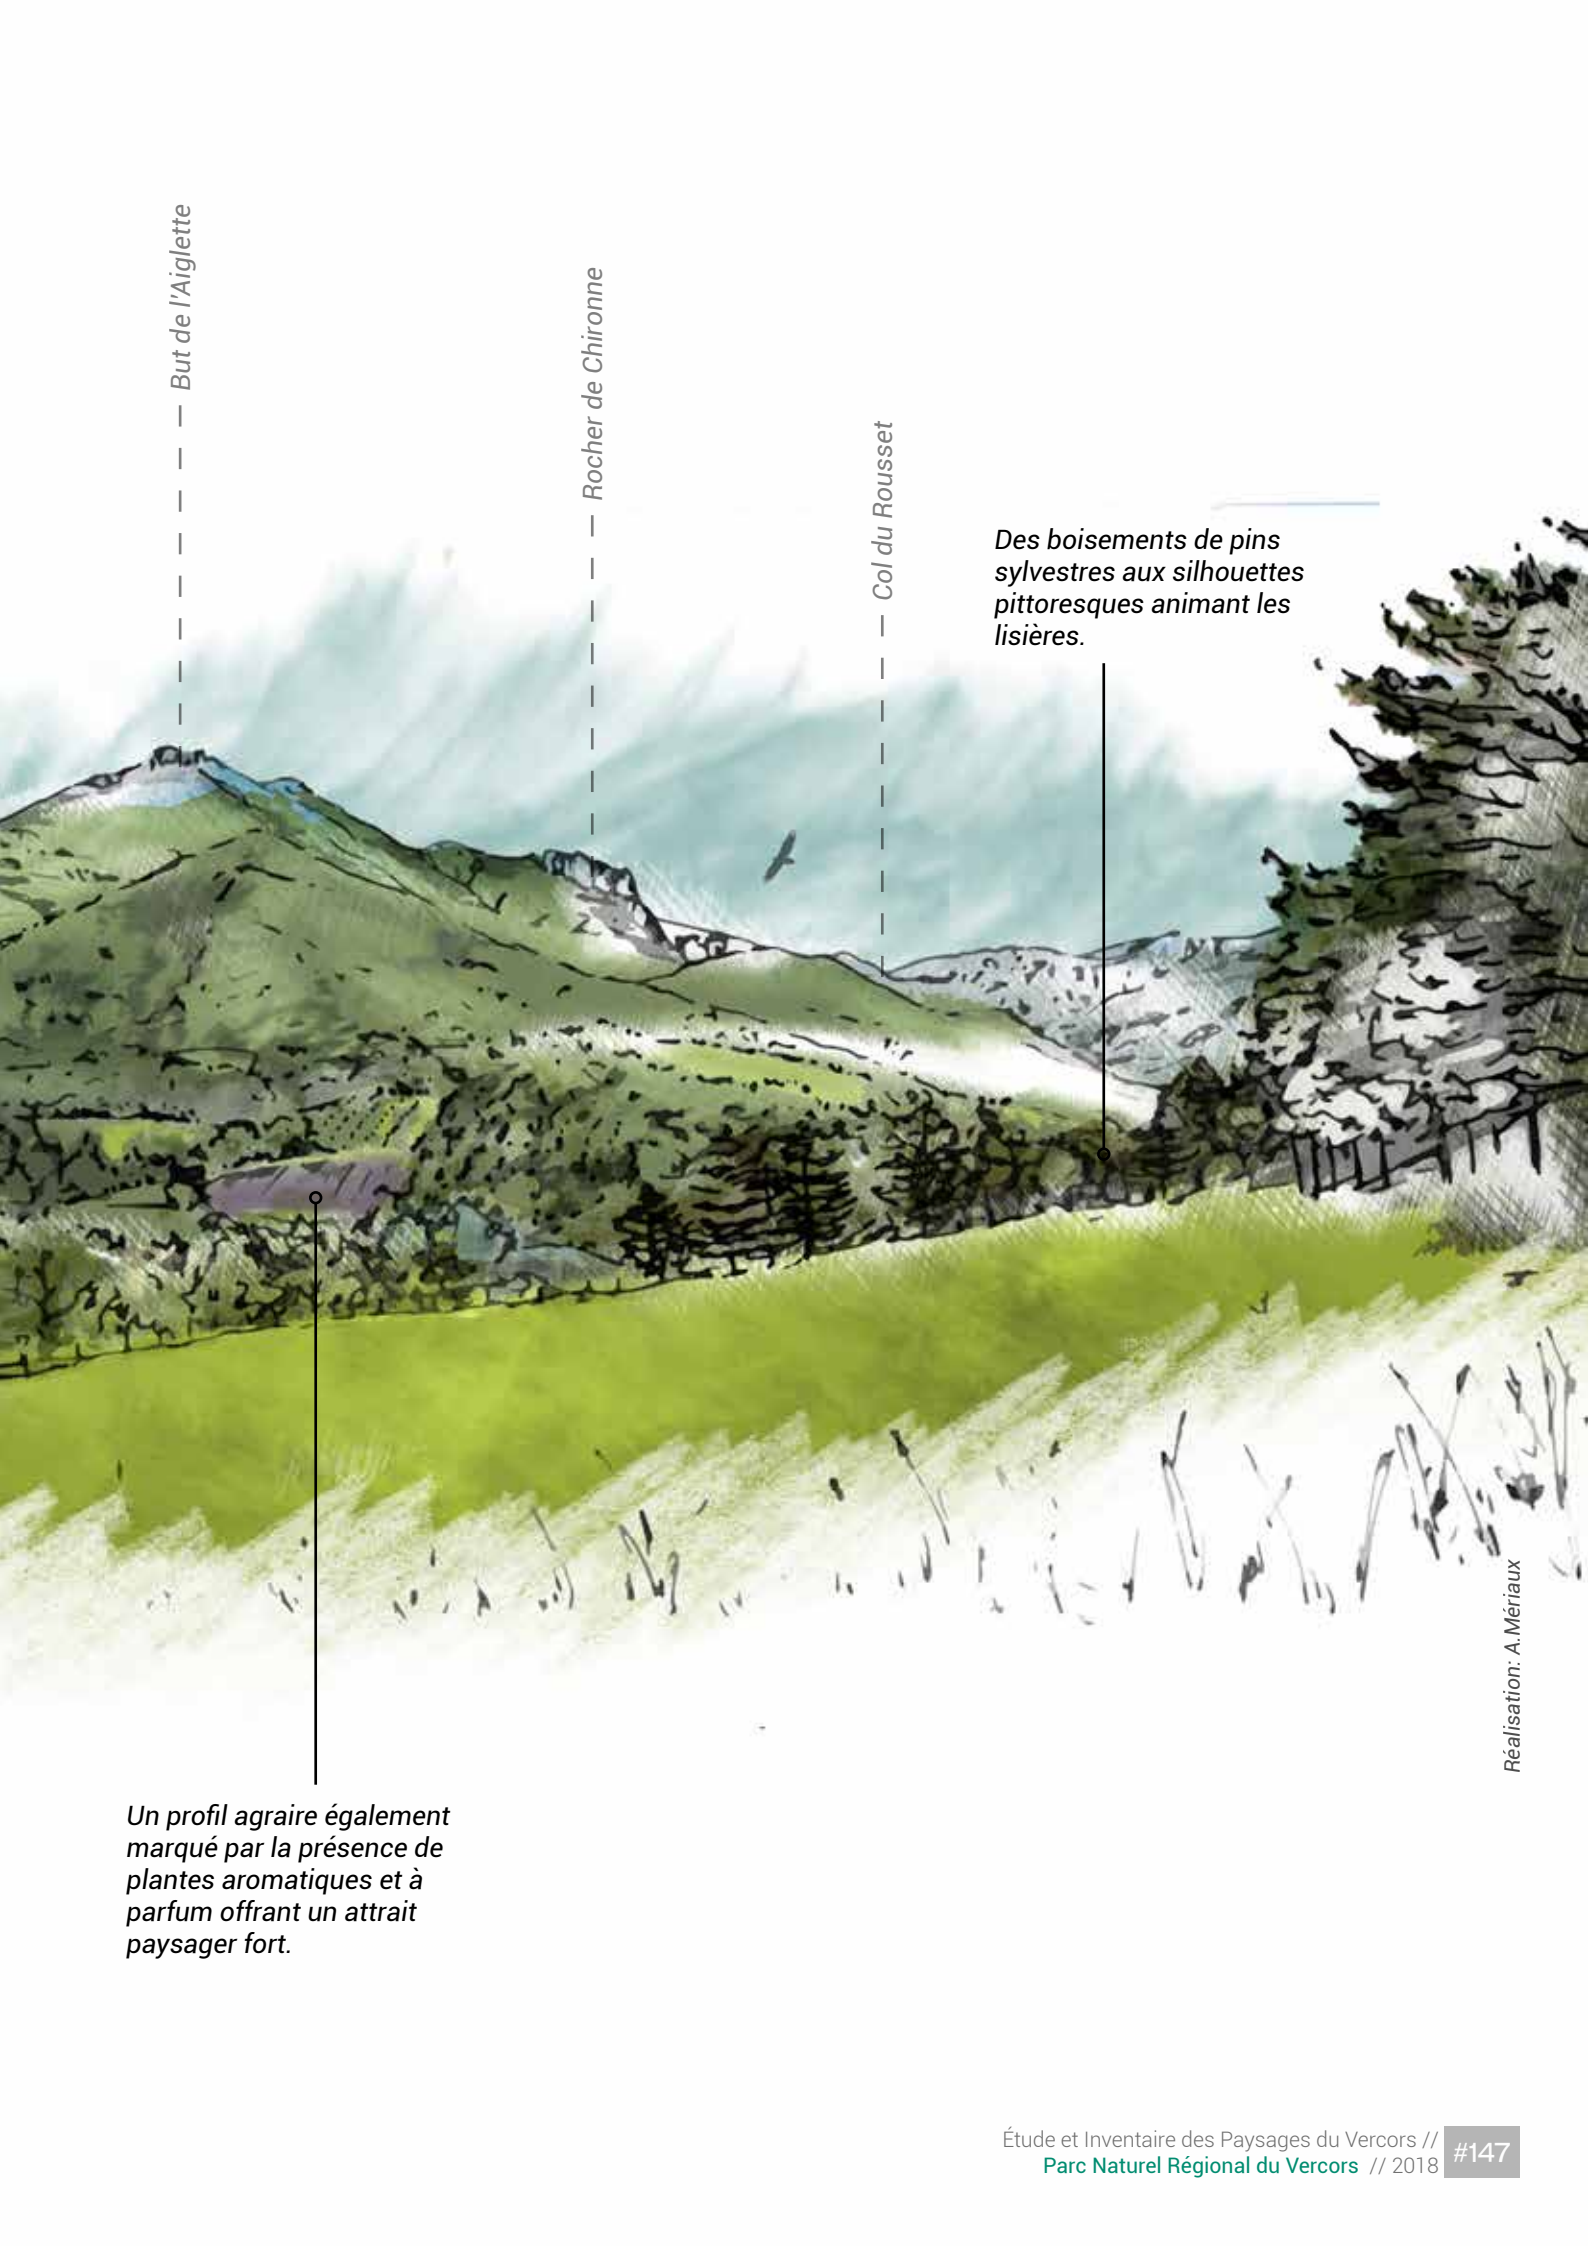 But de l'Aiglette
Rocher de Chironne
Col du Rousset
Des boisements de pins
sylvestres aux silhouettes
pittoresques animant les
lisières.
Réalisation: A.Mériaux
Un profil agraire également
marqué par la présence de
plantes aromatiques et à
parfum offrant un attrait
paysager fort.
Étude et Inventaire des Paysages du Vercors //
Parc Naturel Régional du Vercors // 2018
#147